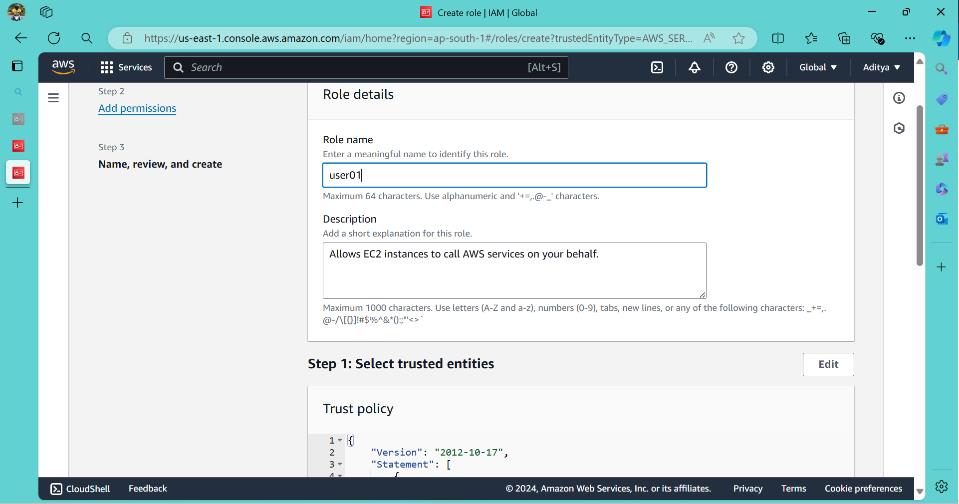 Create role | IAM | Global
https://us-east-1.console.aws.amazon.com/iam/home?region=ap-south-1#/roles/create?trustedEntityType=AWS_SER...
aws
Services
Search
[Alt+S]
Global
Aditya
Step 2
Add permissions
Step 3
Name, review, and create
Role details
Role name
Enter a meaningful name to identify this role.
user01
Maximum 64 characters. Use alphanumeric and '+=,.@-_' characters.
Description
Add a short explanation for this role.
Allows EC2 instances to call AWS services on your behalf.
Maximum 1000 characters. Use letters (A-Z and a-z), numbers (0-9), tabs, new lines, or any of the following characters: _+=,.
@-/\[{}]!#$%^&*();:"'<>`
Step 1: Select trusted entities
Edit
Trust policy
1 {
2 "Version": "2012-10-17",
3 "Statement": [
4 {
CloudShell
Feedback
© 2024, Amazon Web Services, Inc. or its affiliates.
Privacy
Terms
Cookie preferences